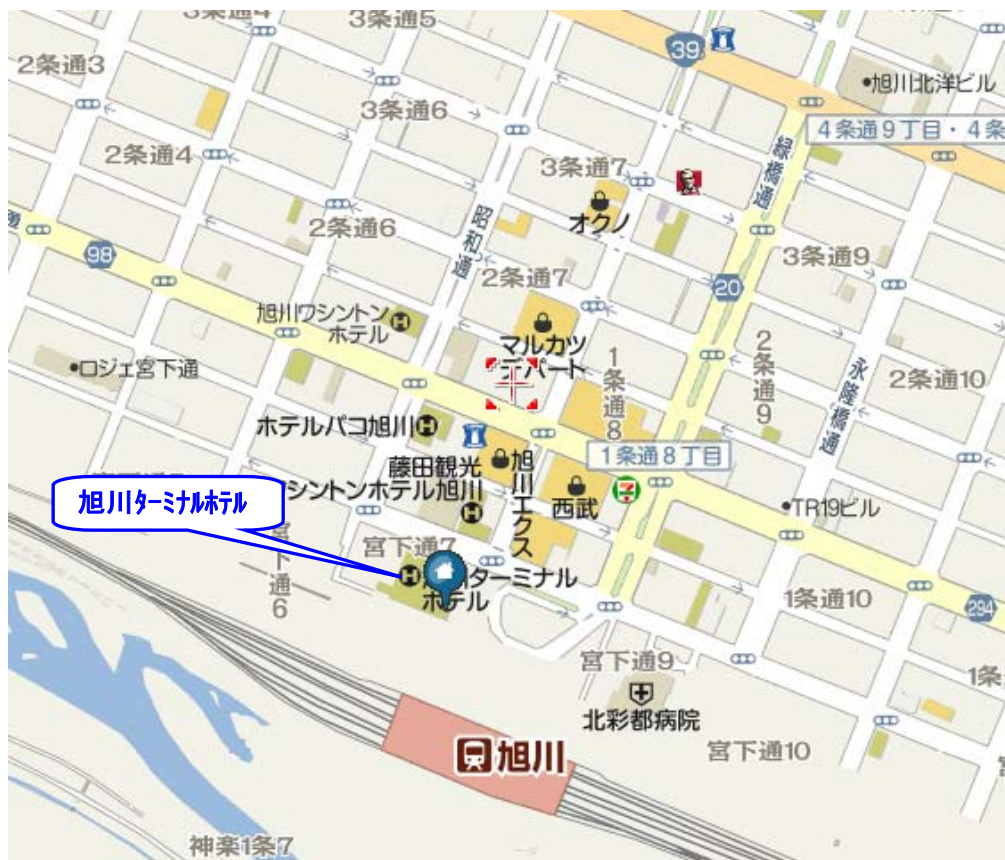 3条通4
3条通5
39
2条通3
旭川北洋ビル
3条通6
4条通9丁目・4条
2条通4
緑橋通
3条通7
オクノ
昭和通
2条通6
通
98
3条通9
2条通7
20
旭川ワシントン
ホテル
マルカツ
デパート
1条通8
2条通9
永隆橋通
ロジェ宮下通
2条通10
ホテルパコ旭川
1条通8丁目
藤田観光
ワシントンホテル旭川
旭川エクス
西武
旭川ターミナルホテル
TR19ビル
宮下通6
宮下通7
旭川ターミナル
ホテル
1条通10
294
宮下通9
1条
北彩都病院
宮下通10
旭川
神楽1条7